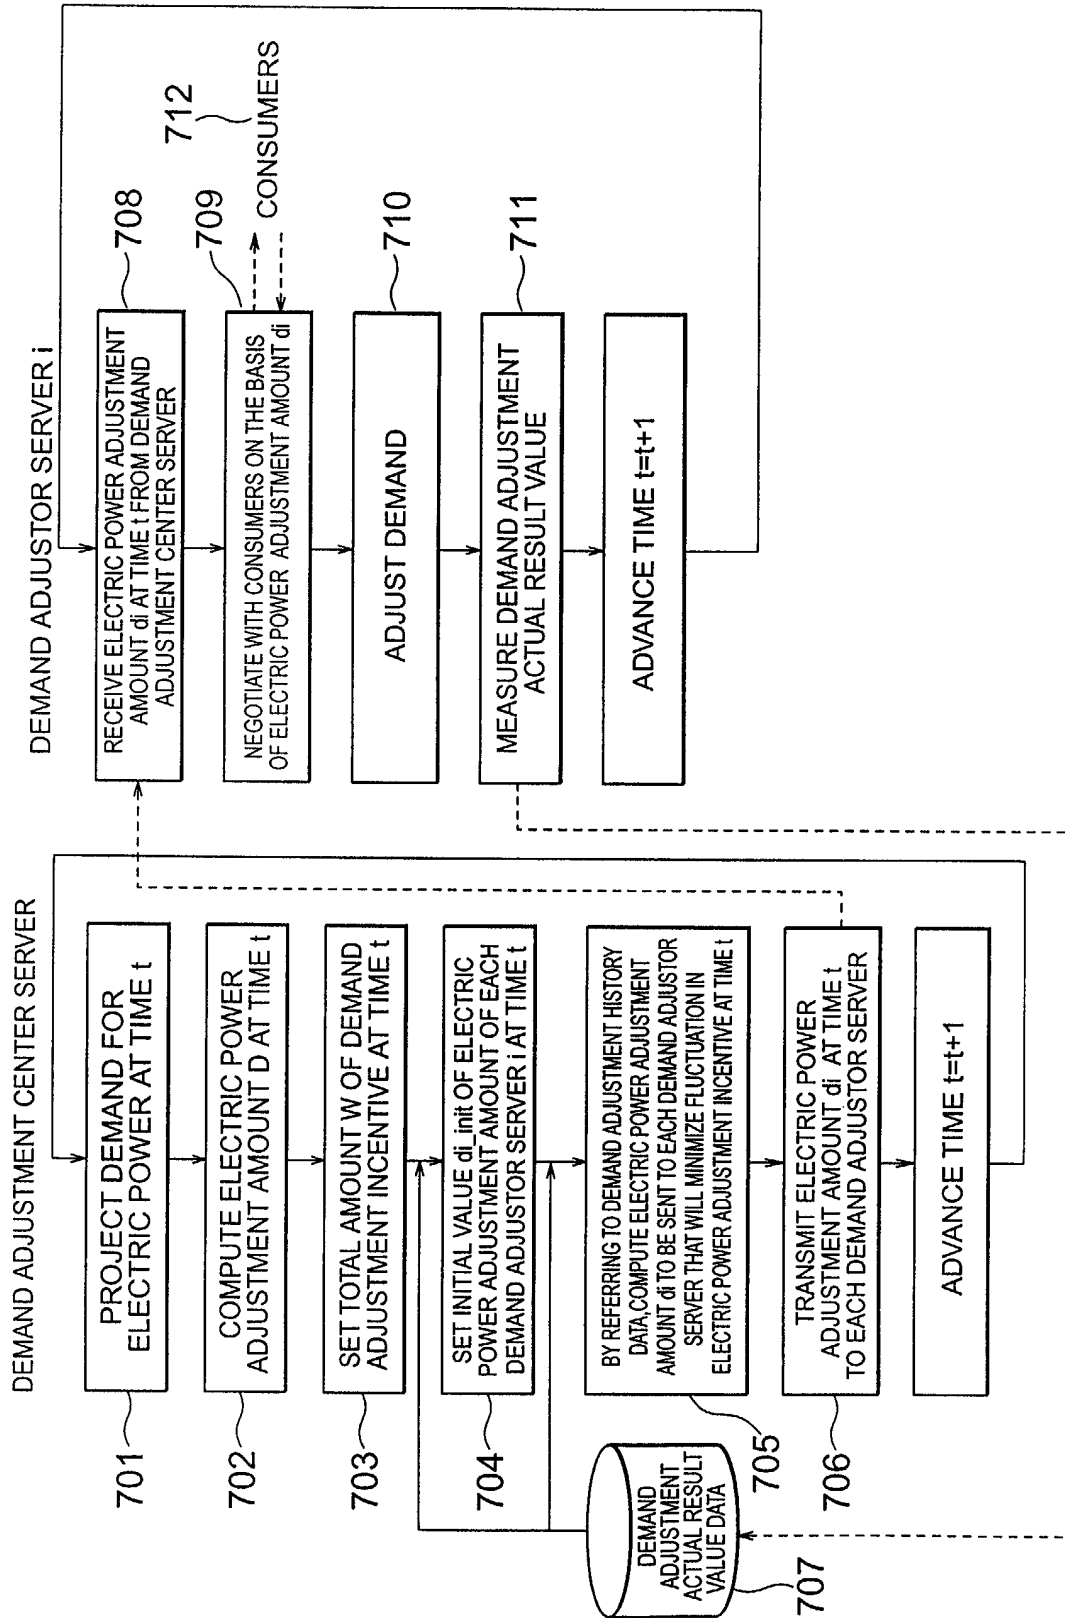 DEMAND ADJUSTMENT CENTER SERVER
701
PROJECT DEMAND FOR
ELECTRIC POWER AT TIME t
702
COMPUTE ELECTRIC POWER
ADJUSTMENT AMOUNT D AT TIME t
703
SET TOTAL AMOUNT W OF DEMAND
ADJUSTMENT INCENTIVE AT TIME t
704
SET INITIAL VALUE di_init OF ELECTRIC
POWER ADJUSTMENT AMOUNT OF EACH
DEMAND ADJUSTOR SERVER i AT TIME t
705
BY REFERRING TO DEMAND ADJUSTMENT HISTORY
DATA,COMPUTE ELECTRIC POWER ADJUSTMENT
AMOUNT di TO BE SENT TO EACH DEMAND ADJUSTOR
SERVER THAT WILL MINIMIZE FLUCTUATION IN
ELECTRIC POWER ADJUSTMENT INCENTIVE AT TIME t
706
TRANSMIT ELECTRIC POWER
ADJUSTMENT AMOUNT di AT TIME t
TO EACH DEMAND ADJUSTOR SERVER
ADVANCE TIME t=t+1
DEMAND
ADJUSTMENT
ACTUAL RESULT
VALUE DATA
707
DEMAND ADJUSTOR SERVER i
RECEIVE ELECTRIC POWER ADJUSTMENT
AMOUNT di AT TIME t FROM DEMAND
ADJUSTMENT CENTER SERVER
708
NEGOTIATE WITH CONSUMERS ON THE BASIS
OF ELECTRIC POWER ADJUSTMENT AMOUNT di
709
CONSUMERS
712
ADJUST DEMAND
710
MEASURE DEMAND ADJUSTMENT
ACTUAL RESULT VALUE
711
ADVANCE TIME t=t+1